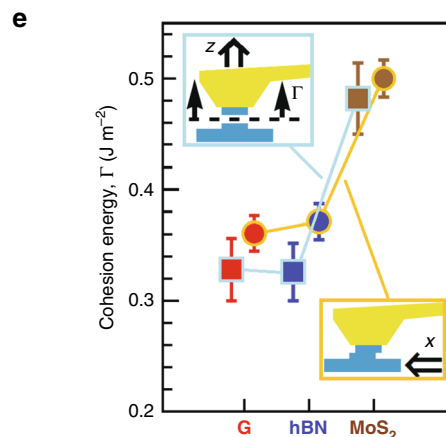 e
z
Γ
0.5
0.4
0.3
0.2
Cohesion energy, Γ (J m⁻²)
x
G hBN MoS₂